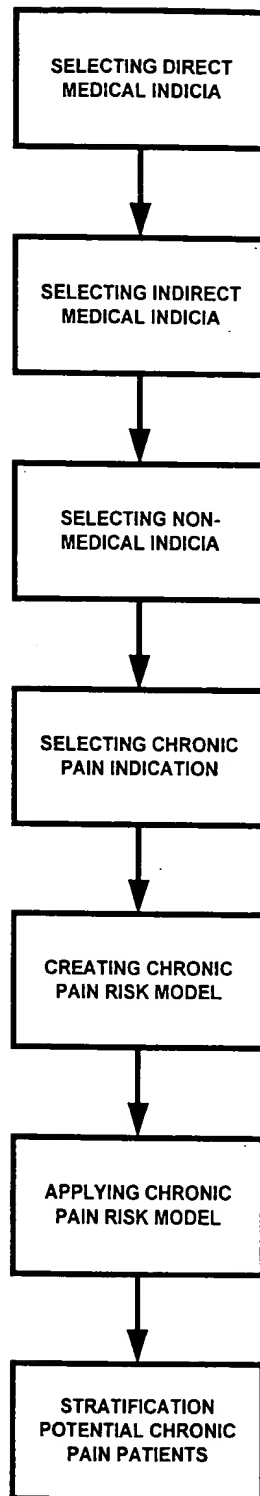 SELECTING DIRECT
MEDICAL INDICIA
SELECTING INDIRECT
MEDICAL INDICIA
SELECTING NON-
MEDICAL INDICIA
SELECTING CHRONIC
PAIN INDICATION
CREATING CHRONIC
PAIN RISK MODEL
APPLYING CHRONIC
PAIN RISK MODEL
STRATIFICATION
POTENTIAL CHRONIC
PAIN PATIENTS